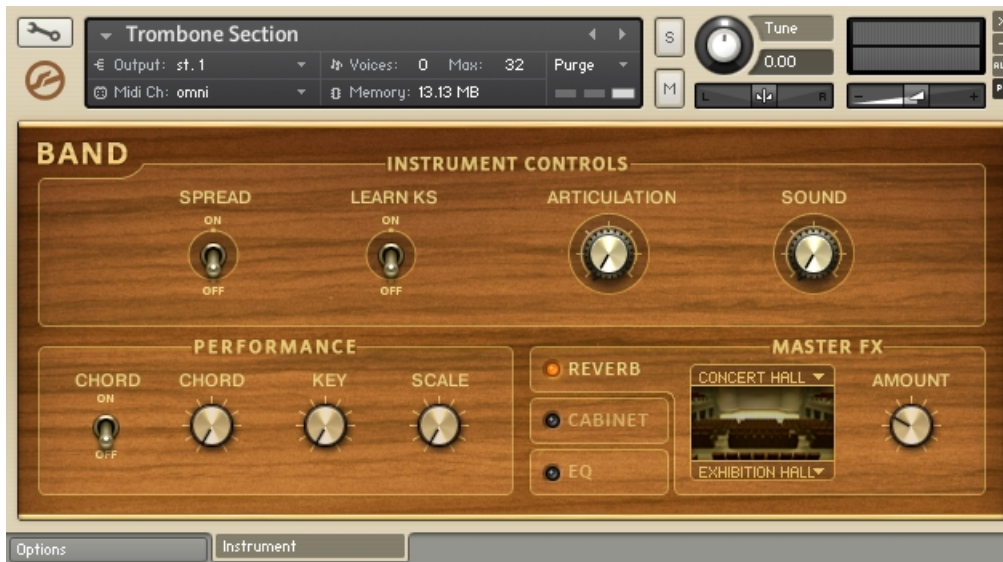 Trombone Section
S
Tune
Output: st. 1
Voices: 0 Max: 32
Purge
0.00
Midi Ch: omni
Memory: 13.13 MB
M
L
R
-
+
BAND
INSTRUMENT CONTROLS
SPREAD
LEARN KS
ARTICULATION
SOUND
ON
ON
OFF
OFF
PERFORMANCE
MASTER FX
CHORD
CHORD
KEY
SCALE
ON
OFF
REVERB
CABINET
EQ
CONCERT HALL
EXHIBITION HALL
AMOUNT
Options
Instrument